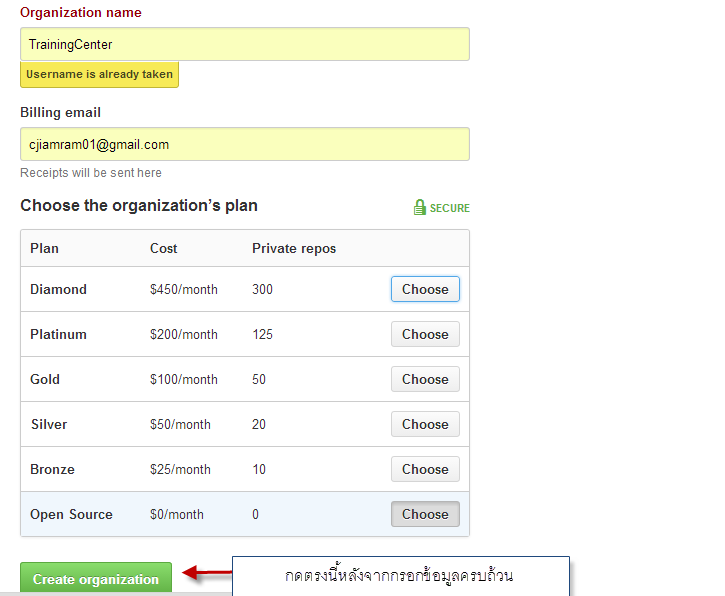 Organization name
TrainingCenter
Username is already taken
Billing email
cjiamram01@gmail.com
Receipts will be sent here
Choose the organization's plan
SECURE
Plan Cost Private repos
Diamond $450/month 300 Choose
Platinum $200/month 125 Choose
Gold $100/month 50 Choose
Silver $50/month 20 Choose
Bronze $25/month 10 Choose
Open Source $0/month 0 Choose
Create organization
กดตรงนี้หลังจากกรอกข้อมูลครบถ้วน